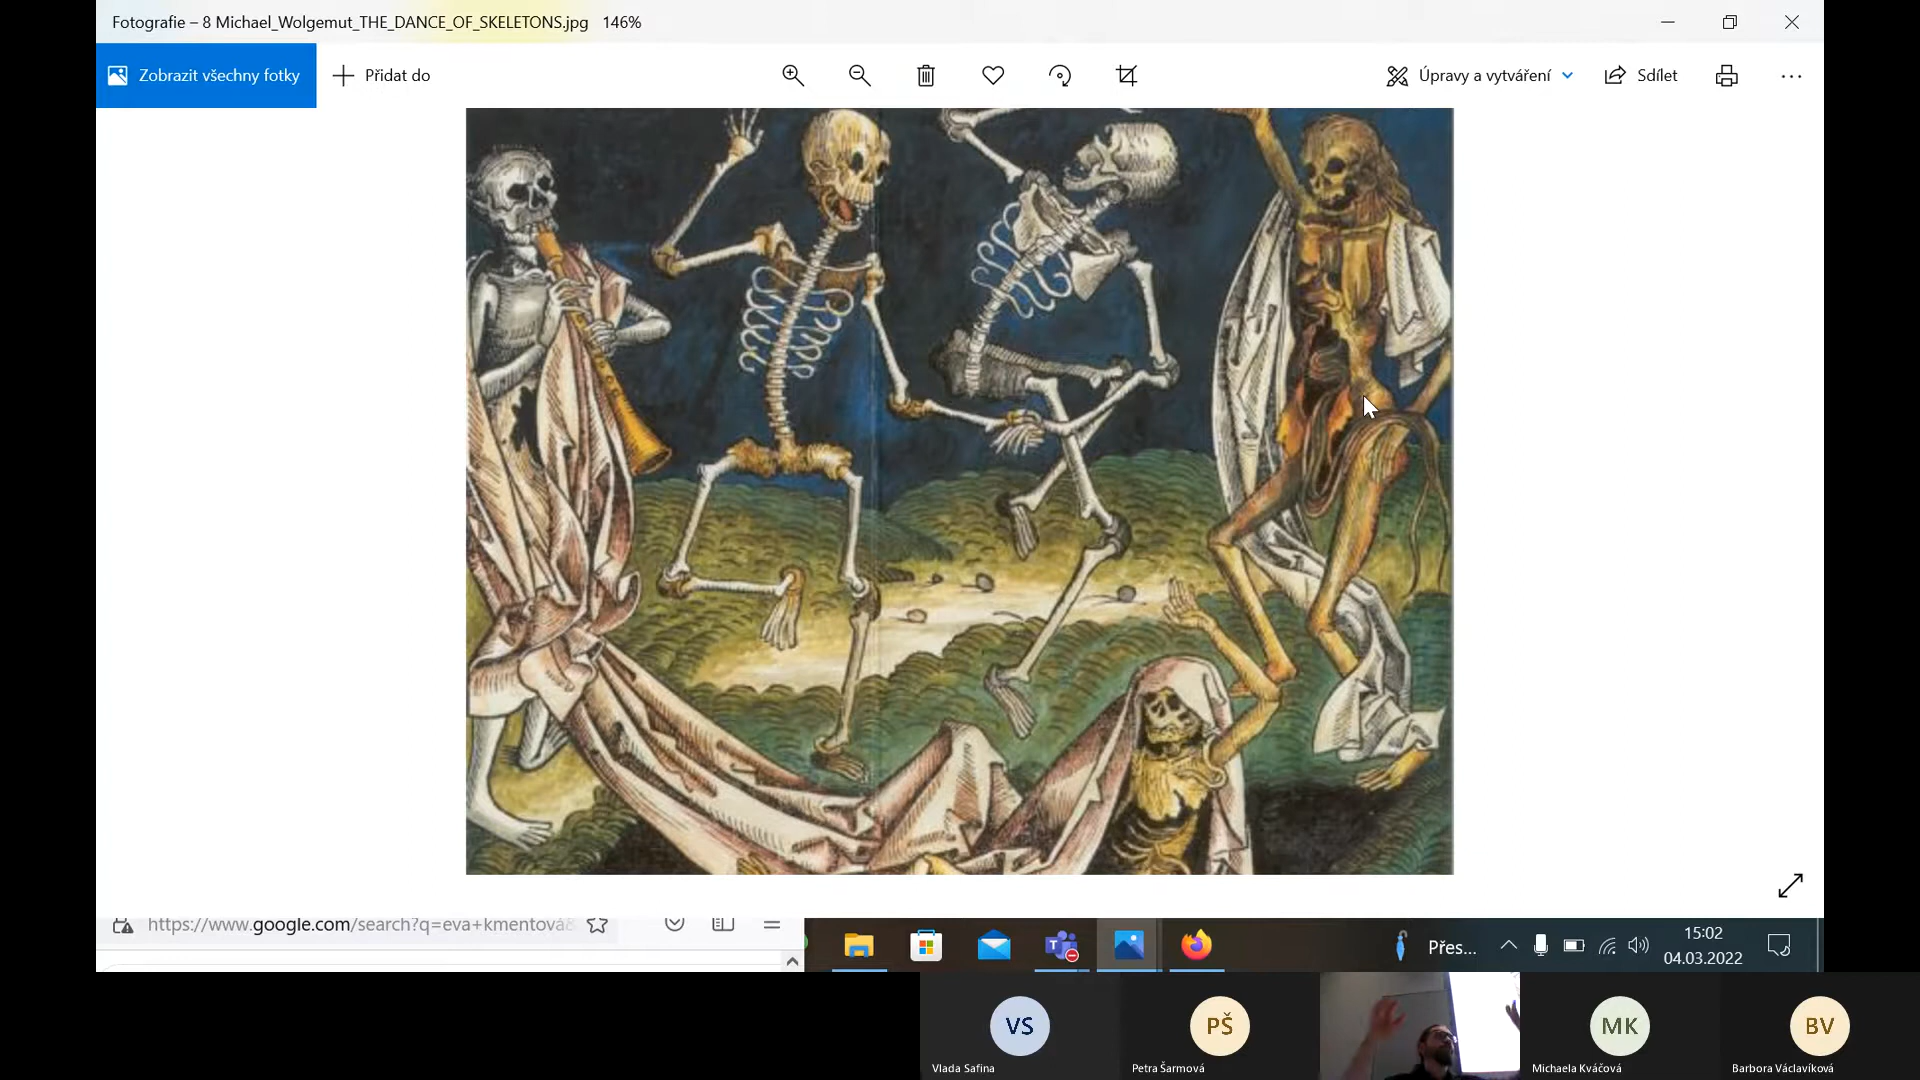 Fotografie – 8 Michael_Wolgemut_THE_DANCE_OF_SKELETONS.jpg 146%
Zobrazit všechny fotky
Přidat do
Úpravy a vytváření
Sdílet
https://www.google.com/search?q=eva+kmentová&
Přes...
15:02
04.03.2022
VS
PŠ
MK
BV
Vlada Safina
Petra Šarmová
Michaela Kváčová
Barbora Václavíková